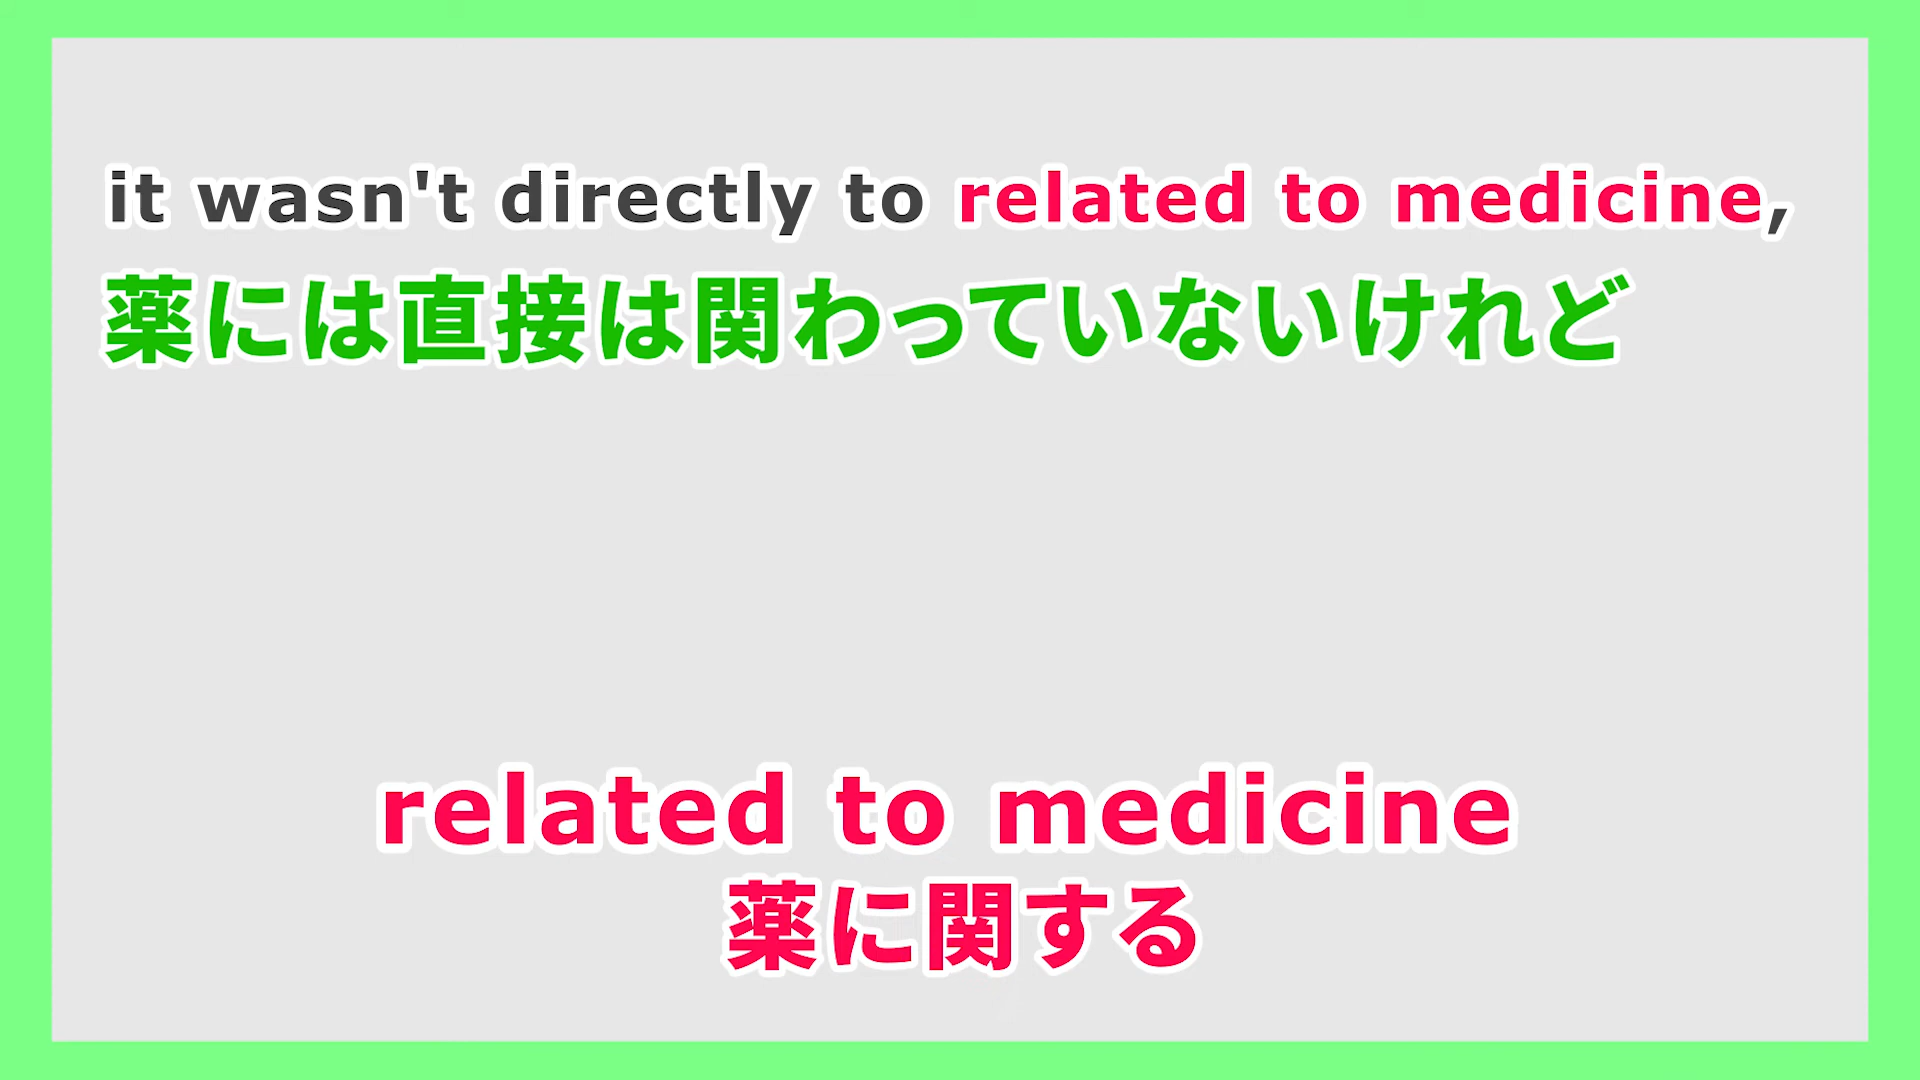 it wasn't directly to related to medicine,
薬には直接は関わっていないけれど
related to medicine
薬に関する